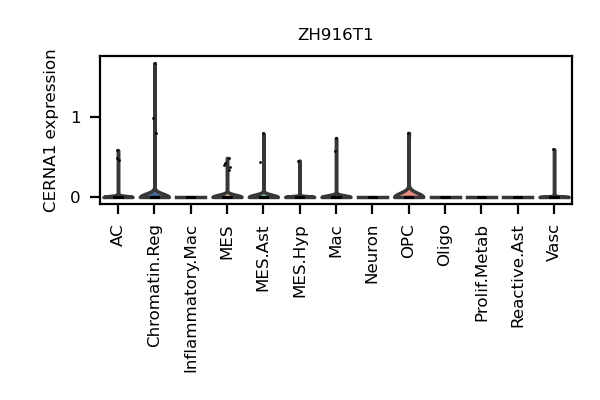 ZH916T1
CERNA1 expression
1
0
AC
Chromatin.Reg
Inflammatory.Mac
MES
MES.Ast
MES.Hyp
Mac
Neuron
OPC
Oligo
Prolif.Metab
Reactive.Ast
Vasc